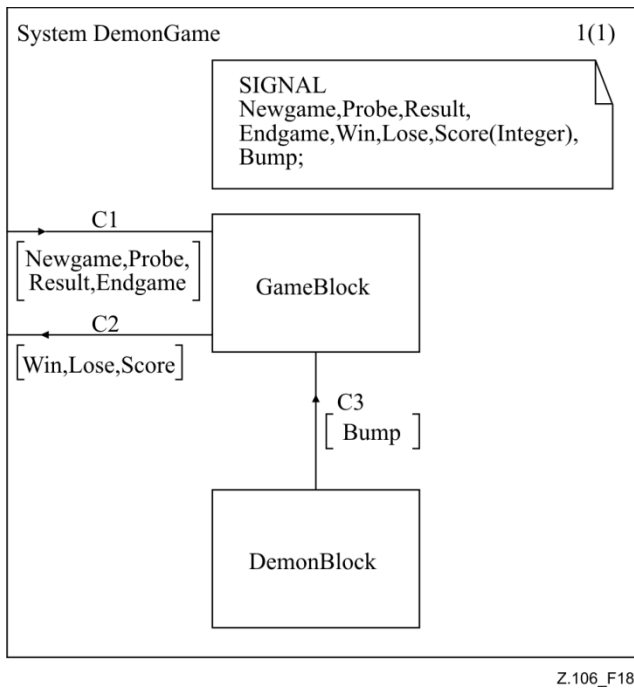 System DemonGame 1(1)
SIGNAL
Newgame,Probe,Result,
Endgame,Win,Lose,Score(Integer),
Bump;
C1
[Newgame,Probe,
Result,Endgame]
GameBlock
C2
[Win,Lose,Score]
C3
[ Bump ]
DemonBlock
Z.106_F18